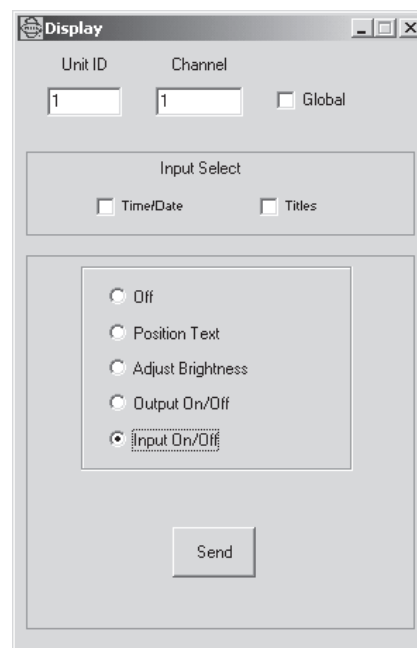 Display
Unit ID Channel
1 1 Global
Input Select
Time/Date Titles
Off
Position Text
Adjust Brightness
Output On/Off
Input On/Off
Send